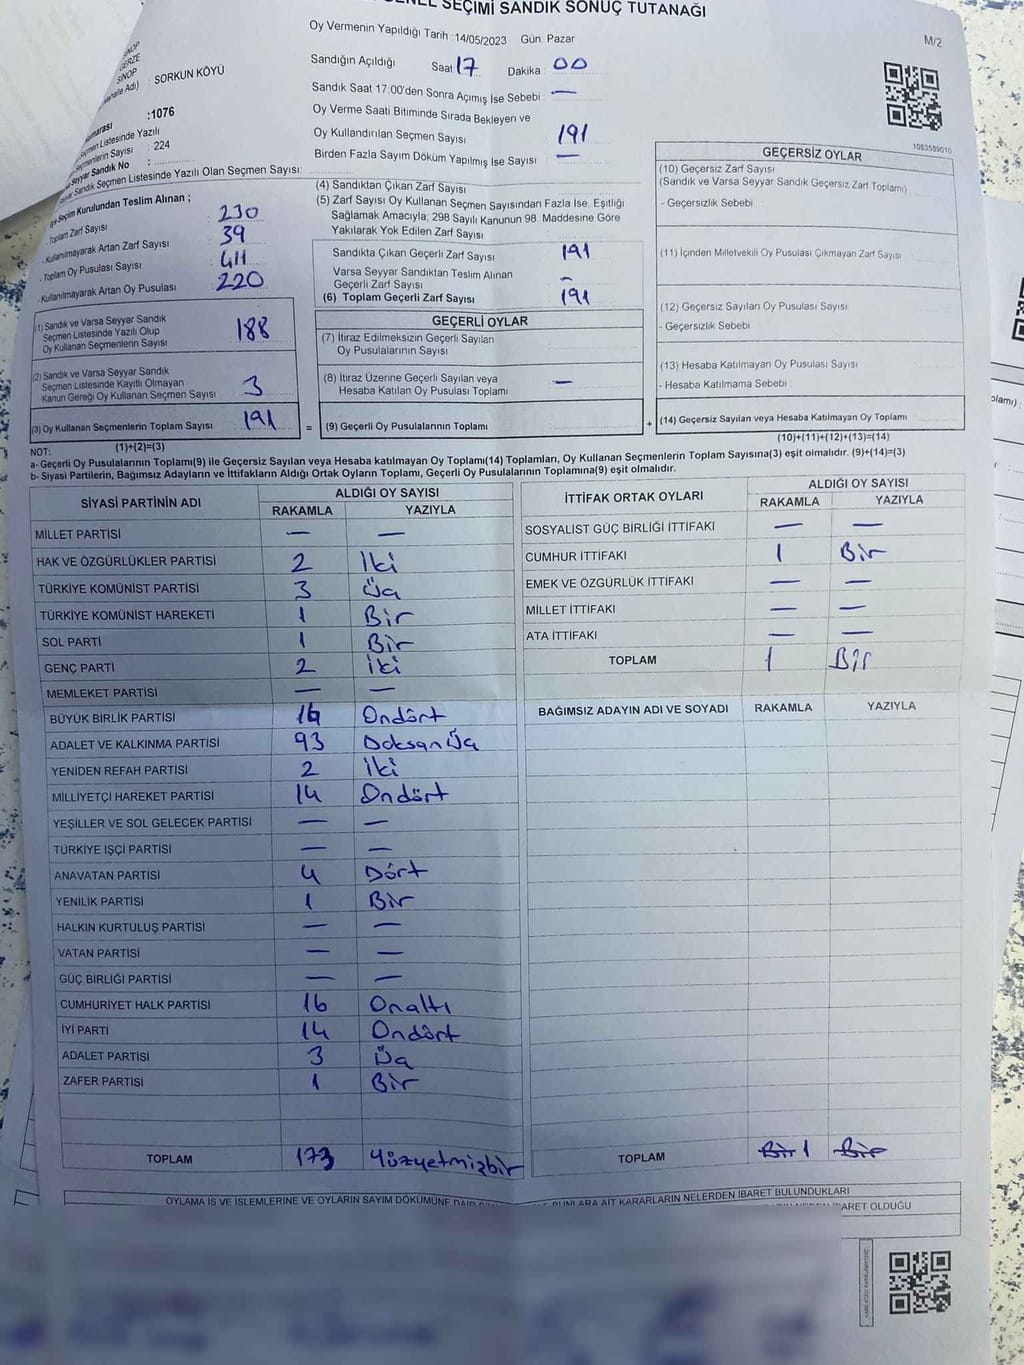 GENEL SEÇİMİ SANDIK SONUÇ TUTANAĞI
Oy Vermenin Yapıldığı Tarih :14/05/2023 Gün Pazar
M/2
SİNOP
GERZE
SİNOP
Mahalle Adı) : SORKUN KÖYÜ
:1076
Seçmen Listesinde Yazılı
Seçmenlerin Sayısı : 224
Seyyar Sandık No :
Seyyar Sandık Seçmen Listesinde Yazılı Olan Seçmen Sayısı:
Sandığın Açıldığı Saat 17 Dakika 00
Sandık Saat 17:00'den Sonra Açımış İse Sebebi : —
Oy Verme Saati Bitiminde Sırada Bekleyen ve
Oy Kullandırılan Seçmen Sayısı 191
Birden Fazla Sayım Döküm Yapılmış İse Sayısı —
1083589010
İlçe Seçim Kurulundan Teslim Alınan ;
- Toplam Zarf Sayısı 230
- Kullanılmayarak Artan Zarf Sayısı 39
- Toplam Oy Pusulası Sayısı 411
- Kullanılmayarak Artan Oy Pusulası 220
(1) Sandık ve Varsa Seyyar Sandık
Seçmen Listesinde Yazılı Olup
Oy Kullanan Seçmenlerin Sayısı 188
(2) Sandık ve Varsa Seyyar Sandık
Seçmen Listesinde Kayıtlı Olmayan
Kanun Gereği Oy Kullanan Seçmen Sayısı 3
(3) Oy Kullanan Seçmenlerin Toplam Sayısı 191
(1)+(2)=(3)
(4) Sandıktan Çıkan Zarf Sayısı
(5) Zarf Sayısı Oy Kullanan Seçmen Sayısından Fazla İse, Eşitliği
Sağlamak Amacıyla; 298 Sayılı Kanunun 98. Maddesine Göre
Yakılarak Yok Edilen Zarf Sayısı
Sandıkta Çıkan Geçerli Zarf Sayısı 191
Varsa Seyyar Sandıktan Teslim Alınan
Geçerli Zarf Sayısı —
(6) Toplam Geçerli Zarf Sayısı 191
GEÇERLİ OYLAR
(7) İtiraz Edilmeksizin Geçerli Sayılan
Oy Pusulalarının Sayısı
(8) İtiraz Üzerine Geçerli Sayılan veya
Hesaba Katılan Oy Pusulası Toplamı —
= (9) Geçerli Oy Pusulalarının Toplamı
GEÇERSİZ OYLAR
(10) Geçersiz Zarf Sayısı
(Sandık ve Varsa Seyyar Sandık Geçersiz Zarf Toplamı)
- Geçersizlik Sebebi
(11) İçinden Milletvekili Oy Pusulası Çıkmayan Zarf Sayısı
(12) Geçersiz Sayılan Oy Pusulası Sayısı
- Geçersizlik Sebebi
(13) Hesaba Katılmayan Oy Pusulası Sayısı
- Hesaba Katılmama Sebebi
+ (14) Geçersiz Sayılan veya Hesaba Katılmayan Oy Toplamı
(10)+(11)+(12)+(13)=(14)
NOT:
a- Geçerli Oy Pusulalarının Toplamı(9) ile Geçersiz Sayılan veya Hesaba katılmayan Oy Toplamı(14) Toplamları, Oy Kullanan Seçmenlerin Toplam Sayısına(3) eşit olmalıdır. (9)+(14)=(3)
b- Siyasi Partilerin, Bağımsız Adayların ve İttifakların Aldığı Ortak Oyların Toplamı, Geçerli Oy Pusulalarının Toplamına(9) eşit olmalıdır.
SİYASİ PARTİNİN ADI ALDIĞI OY SAYISI
RAKAMLA YAZIYLA
MİLLET PARTİSİ — —
HAK VE ÖZGÜRLÜKLER PARTİSİ 2 İki
TÜRKİYE KOMÜNİST PARTİSİ 3 Üç
TÜRKİYE KOMÜNİST HAREKETİ 1 Bir
SOL PARTİ 1 Bir
GENÇ PARTİ 2 İki
MEMLEKET PARTİSİ — —
BÜYÜK BİRLİK PARTİSİ 14 Ondört
ADALET VE KALKINMA PARTİSİ 93 Doksan Üç
YENİDEN REFAH PARTİSİ 2 İki
MİLLİYETÇİ HAREKET PARTİSİ 14 Ondört
YEŞİLLER VE SOL GELECEK PARTİSİ — —
TÜRKİYE İŞÇİ PARTİSİ — —
ANAVATAN PARTİSİ 4 Dört
YENİLİK PARTİSİ 1 Bir
HALKIN KURTULUŞ PARTİSİ — —
VATAN PARTİSİ — —
GÜÇ BİRLİĞİ PARTİSİ — —
CUMHURİYET HALK PARTİSİ 16 Onaltı
İYİ PARTİ 14 Ondört
ADALET PARTİSİ 3 Üç
ZAFER PARTİSİ 1 Bir
TOPLAM 173 Yüzyetmişbir
İTTİFAK ORTAK OYLARI ALDIĞI OY SAYISI
RAKAMLA YAZIYLA
SOSYALIST GÜÇ BİRLİĞİ İTTİFAKI — —
CUMHUR İTTİFAKI 1 Bir
EMEK VE ÖZGÜRLÜK İTTİFAKI — —
MİLLET İTTİFAKI — —
ATA İTTİFAKI — —
TOPLAM 1 Bir
BAĞIMSIZ ADAYIN ADI VE SOYADI RAKAMLA YAZIYLA
TOPLAM Bir 1 Bir
OYLAMA İŞ VE İŞLEMLERİNE VE OYLARIN SAYIM DÖKÜMÜNE DAİR
BUNLARA AİT KARARLARIN NELERDEN İBARET BULUNDUKLARI
İBARET OLDUĞU